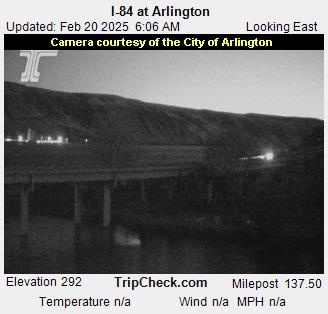 I-84 at Arlington
Updated: Feb 20 2025 6:06 AM Looking East
Camera courtesy of the City of Arlington
Elevation 292 TripCheck.com Milepost 137.50
Temperature n/a Wind n/a MPH n/a